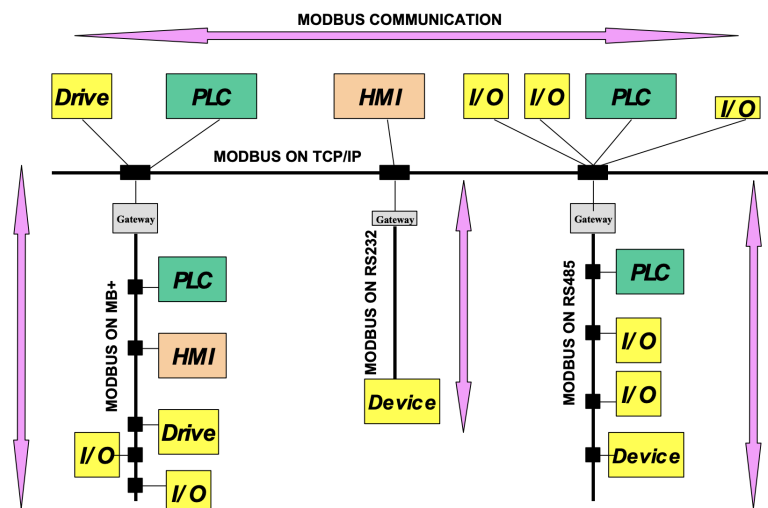 MODBUS COMMUNICATION
Drive
PLC
HMI
I/O
I/O
PLC
I/O
MODBUS ON TCP/IP
Gateway
Gateway
Gateway
MODBUS ON MB+
PLC
HMI
Drive
I/O
I/O
MODBUS ON RS232
Device
MODBUS ON RS485
PLC
I/O
I/O
Device